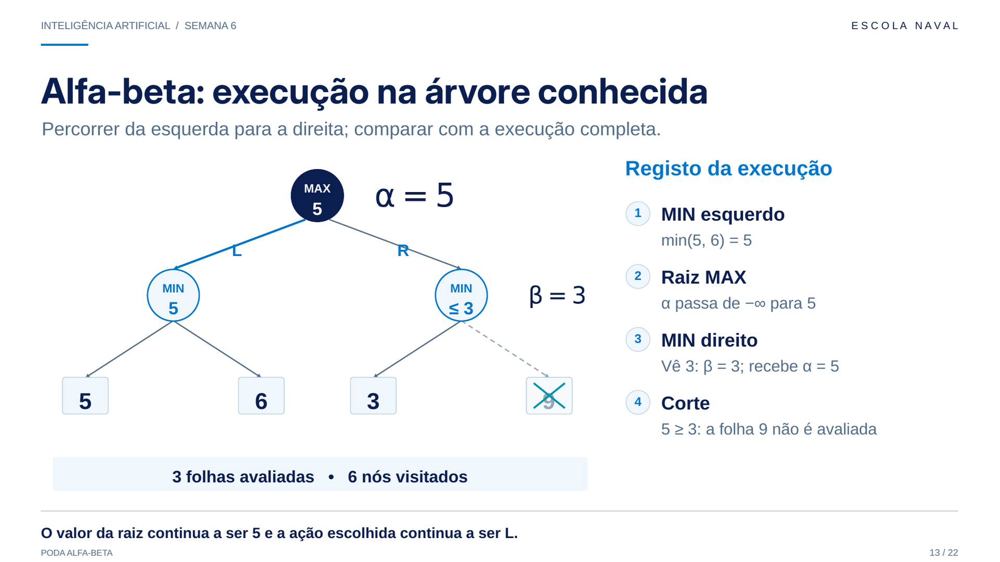 INTELIGÊNCIA ARTIFICIAL / SEMANA 6
ESCOLA NAVAL
Alfa-beta: execução na árvore conhecida
Percorrer da esquerda para a direita; comparar com a execução completa.
MAX
5
α = 5
L
R
MIN
5
MIN
≤ 3
β = 3
5
6
3
9
3 folhas avaliadas • 6 nós visitados
Registo da execução
1
MIN esquerdo
min(5, 6) = 5
2
Raiz MAX
α passa de −∞ para 5
3
MIN direito
Vê 3: β = 3; recebe α = 5
4
Corte
5 ≥ 3: a folha 9 não é avaliada
O valor da raiz continua a ser 5 e a ação escolhida continua a ser L.
PODA ALFA-BETA
13 / 22